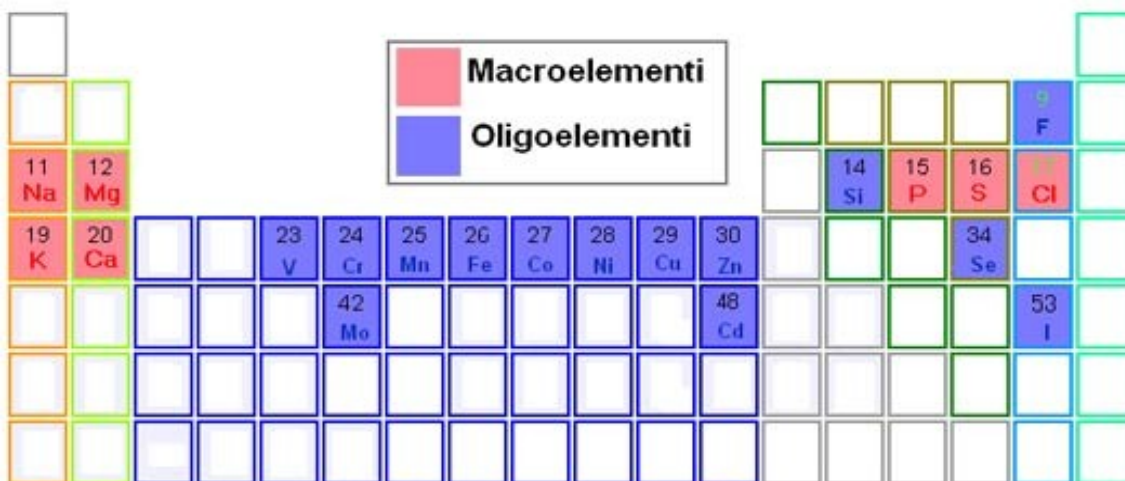 Macroelementi
Oligoelementi
9
F
11 12 14 15 16 17
Na Mg Si P S Cl
19 20 23 24 25 26 27 28 29 30 34
K Ca V Cr Mn Fe Co Ni Cu Zn Se
42 48 53
Mo Cd I